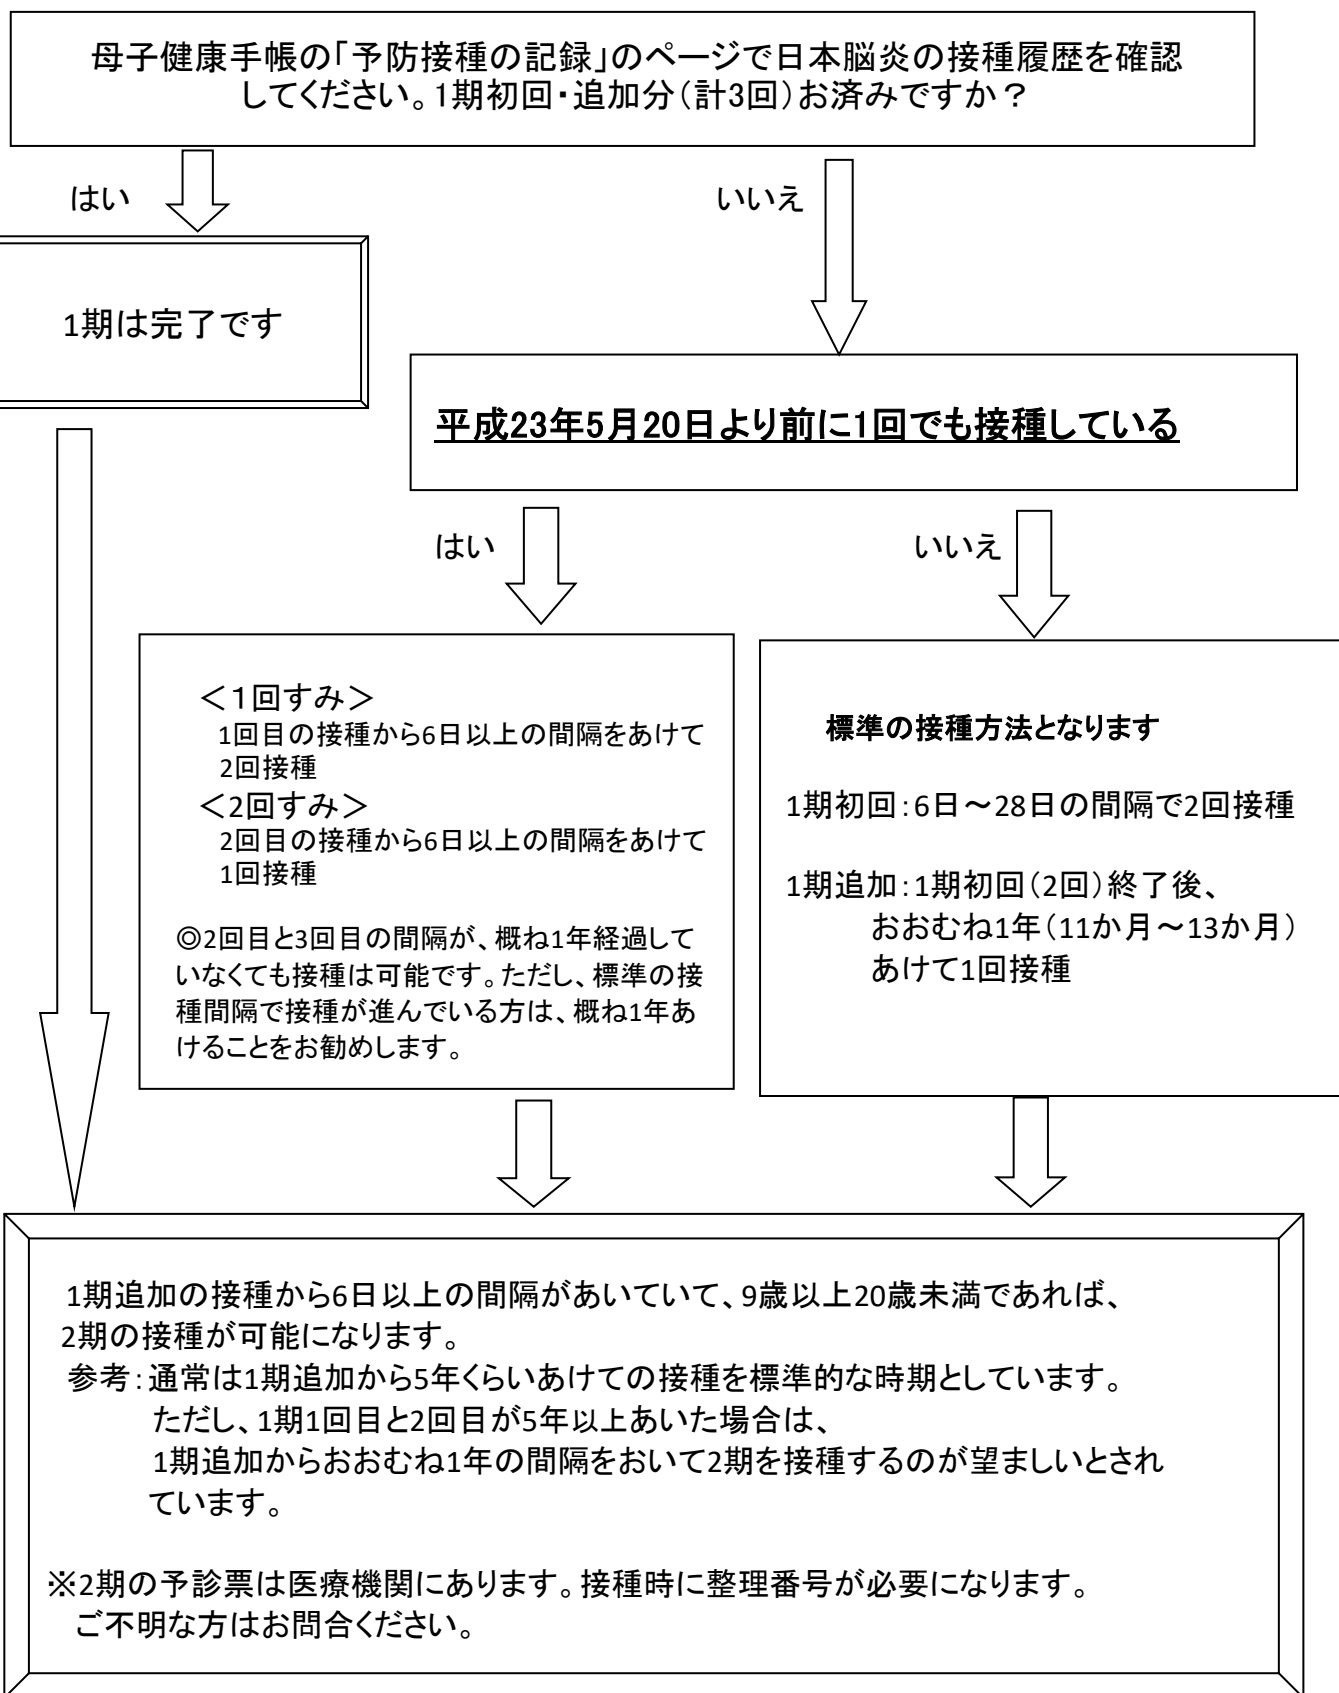 母子健康手帳の「予防接種の記録」のページで日本脳炎の接種履歴を確認
してください。1期初回・追加分（計3回）お済みですか？
はい
いいえ
1期は完了です
平成23年5月20日より前に1回でも接種している
はい
いいえ
＜1回すみ＞
1回目の接種から6日以上の間隔をあけて
2回接種
＜2回すみ＞
2回目の接種から6日以上の間隔をあけて
1回接種
◎2回目と3回目の間隔が、概ね1年経過して
いなくても接種は可能です。ただし、標準の接
種間隔で接種が進んでいる方は、概ね1年あ
けることをお勧めします。
標準の接種方法となります
1期初回：6日～28日の間隔で2回接種
1期追加：1期初回（2回）終了後、
おおむね1年（11か月～13か月）
あけて1回接種
1期追加の接種から6日以上の間隔があいていて、9歳以上20歳未満であれば、
2期の接種が可能になります。
参考：通常は1期追加から5年くらいあけての接種を標準的な時期としています。
ただし、1期1回目と2回目が5年以上あいた場合は、
1期追加からおおむね1年の間隔をおいて2期を接種するのが望ましいとされ
ています。
※2期の予診票は医療機関にあります。接種時に整理番号が必要になります。
ご不明な方はお問合ください。